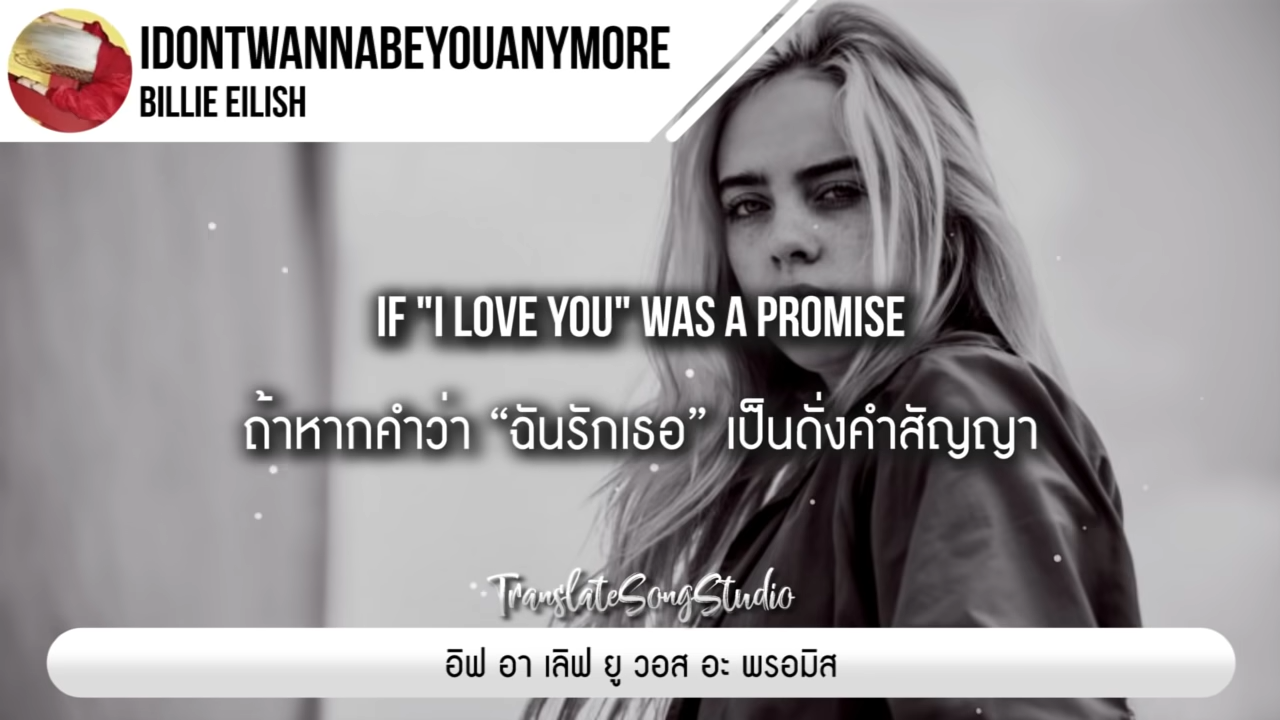 IDONTWANNABEYOUANYMORE
BILLIE EILISH
IF "I LOVE YOU" WAS A PROMISE
ถ้าหากคำว่า “ฉันรักเธอ” เป็นดั่งคำสัญญา
TranslateSongStudio
อิฟ อา เลิฟ ยู วอส อะ พรอมิส